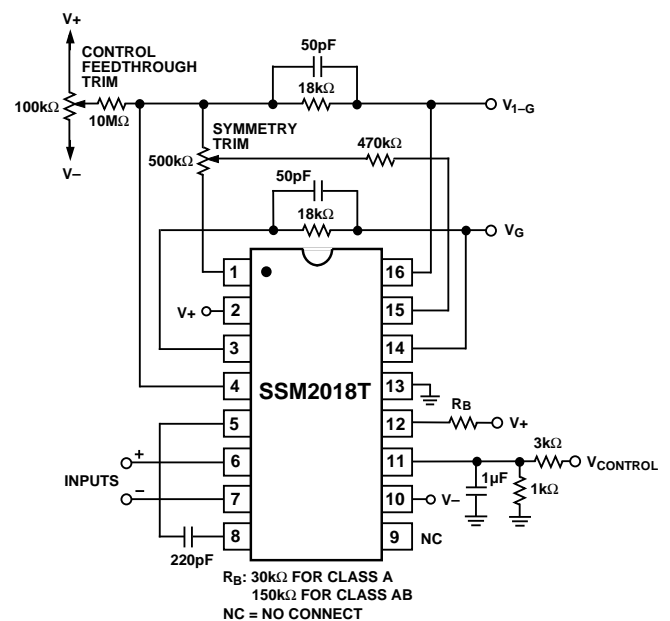 V+
CONTROL
FEEDTHROUGH
TRIM
100kΩ
10MΩ
V–
50pF
18kΩ
V1–G
SYMMETRY
TRIM
500kΩ
470kΩ
50pF
18kΩ
VG
1
16
V+
2
15
3
14
4
SSM2018T
13
5
12
RB
V+
INPUTS
+
6
11
3kΩ
VCONTROL
1µF
1kΩ
–
7
10
V–
8
9
NC
220pF
RB: 30kΩ FOR CLASS A
150kΩ FOR CLASS AB
NC = NO CONNECT